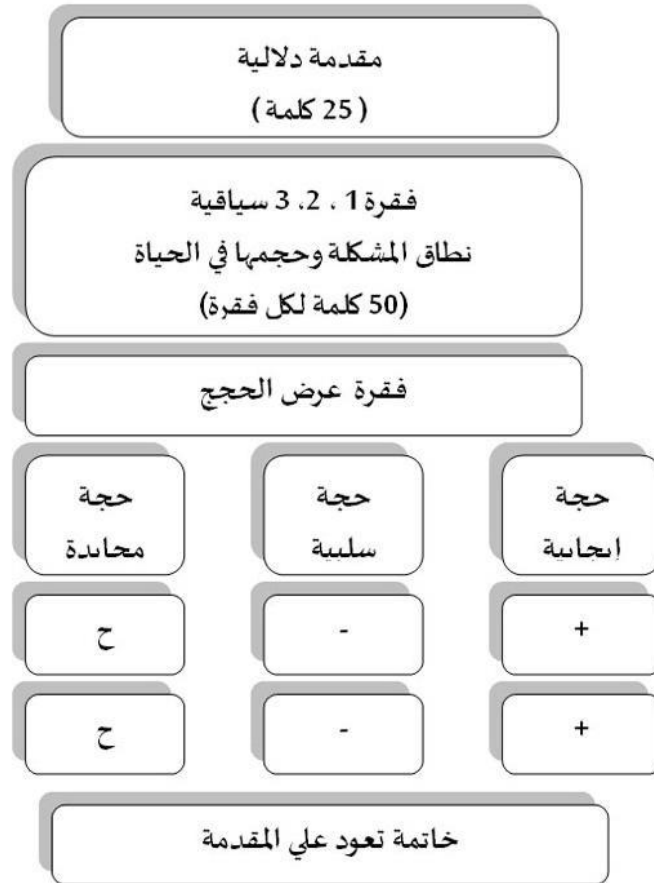 مقدمة دلالية
( 25 كلمة )
فقرة 1 ، 2، 3 سياقية
نطاق المشكلة وحجمها في الحياة
(50 كلمة لكل فقرة)
فقرة عرض الحجج
حجة
إيجابية
حجة
سلبية
حجة
محايدة
+
-
ح
+
-
ح
خاتمة تعود علي المقدمة